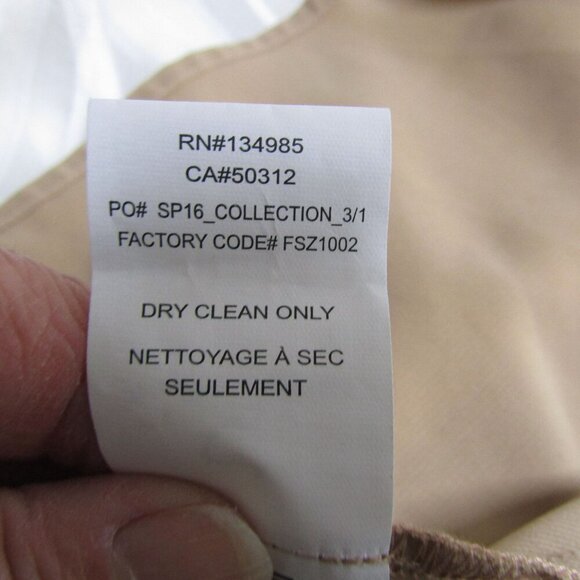 RN#134985
CA#50312
PO# SP16_COLLECTION_3/1
FACTORY CODE# FSZ1002
DRY CLEAN ONLY
NETTOYAGE À SEC
SEULEMENT